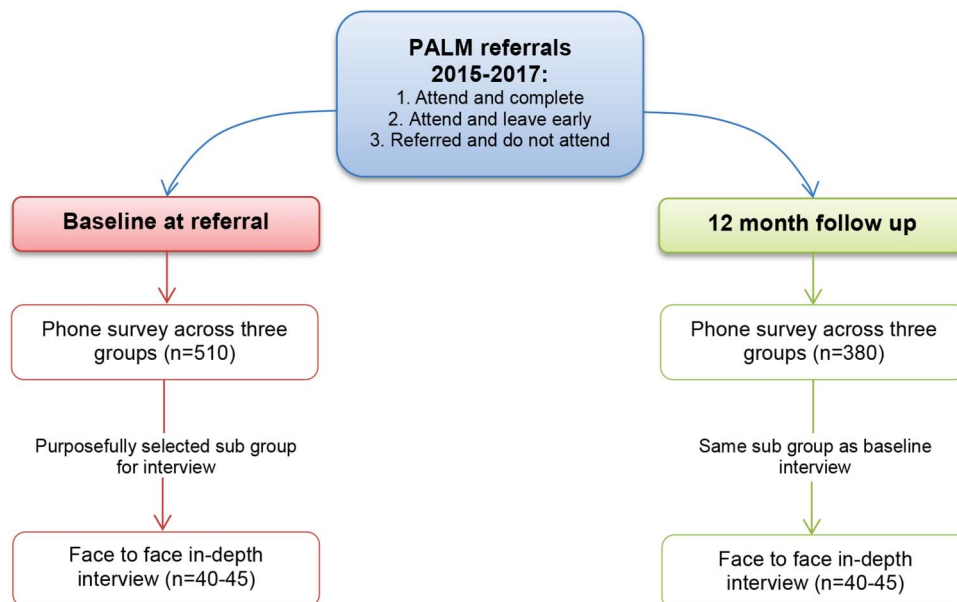 PALM referrals
2015-2017:
1. Attend and complete
2. Attend and leave early
3. Referred and do not attend
Baseline at referral
12 month follow up
Phone survey across three
groups (n=510)
Phone survey across three
groups (n=380)
Purposefully selected sub group
for interview
Same sub group as baseline
interview
Face to face in-depth
interview (n=40-45)
Face to face in-depth
interview (n=40-45)